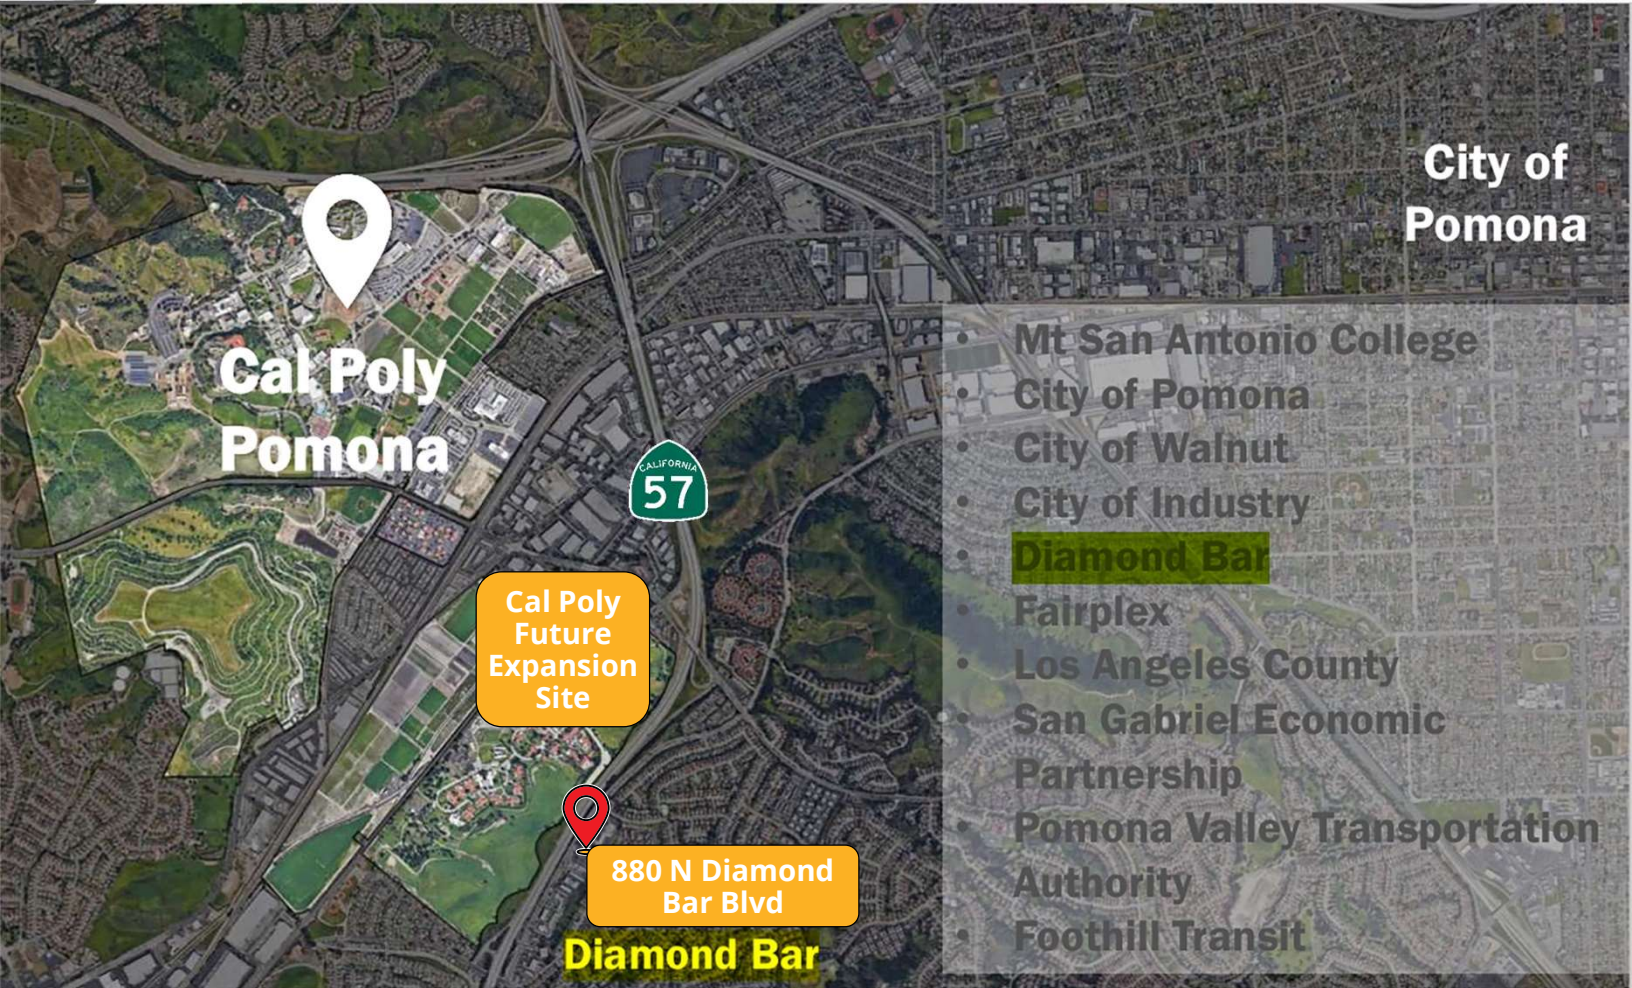 City of
Pomona
Cal Poly
Pomona
CALIFORNIA
57
• Mt San Antonio College
• City of Pomona
• City of Walnut
• City of Industry
• Diamond Bar
• Fairplex
• Los Angeles County
• San Gabriel Economic
Partnership
• Pomona Valley Transportation
Authority
• Foothill Transit
Cal Poly
Future
Expansion
Site
880 N Diamond
Bar Blvd
Diamond Bar